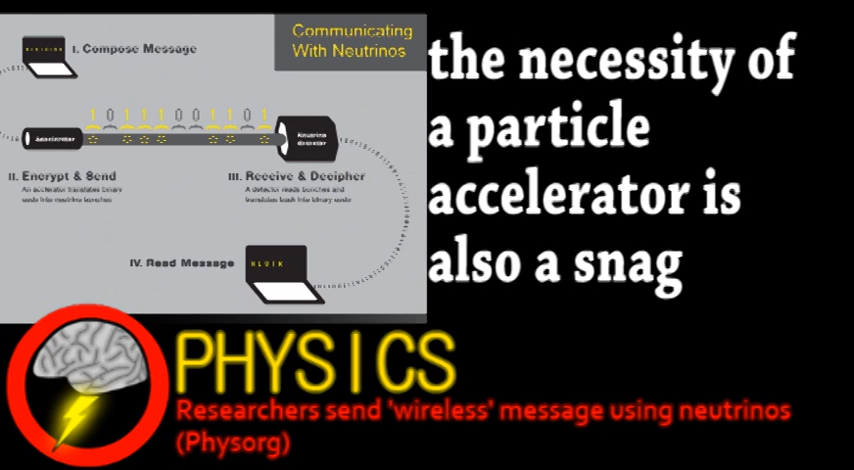 Communicating
With Neutrinos
I. Compose Message
the necessity of
a particle
accelerator is
also a snag
1 0 1 1 1 0 0 1 1 0 1
Accelerator
Neutrino
detector
II. Encrypt & Send
An accelerator translates binary
code into neutrino bunches
III. Receive & Decipher
A detector reads bunches and
translates back into binary code
IV. Read Message
PHYSICS
Researchers send 'wireless' message using neutrinos
(Physorg)